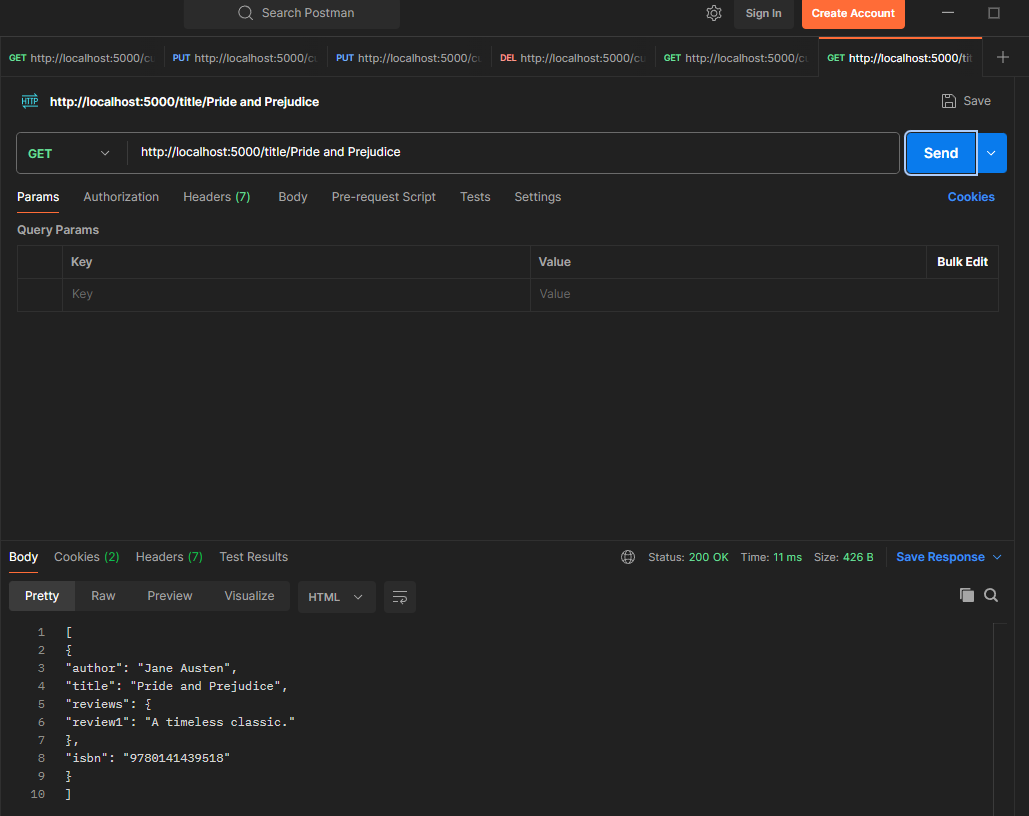 Search Postman
Sign In
Create Account
GET http://localhost:5000/cu
PUT http://localhost:5000/cu
PUT http://localhost:5000/cu
DEL http://localhost:5000/cu
GET http://localhost:5000/cu
GET http://localhost:5000/tit
HTTP http://localhost:5000/title/Pride and Prejudice
Save
GET
http://localhost:5000/title/Pride and Prejudice
Send
Params Authorization Headers (7) Body Pre-request Script Tests Settings Cookies
Query Params
Key Value Bulk Edit
Key Value
Body Cookies (2) Headers (7) Test Results Status: 200 OK Time: 11 ms Size: 426 B Save Response
Pretty Raw Preview Visualize HTML
1 [
2 {
3 "author": "Jane Austen",
4 "title": "Pride and Prejudice",
5 "reviews": {
6 "review1": "A timeless classic."
7 },
8 "isbn": "9780141439518"
9 }
10 ]